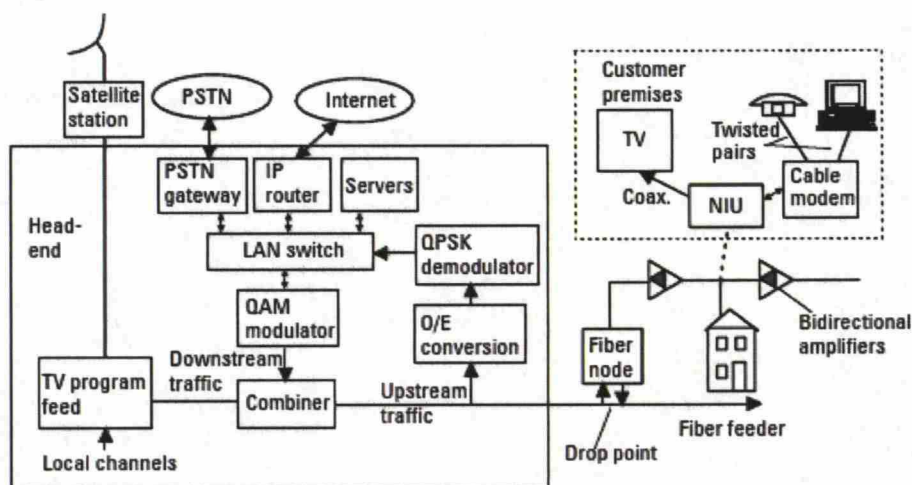 Satellite
station
PSTN
Internet
Customer
premises
TV
Twisted
pairs
Coax.
NIU
Cable
modem
Head-
end
PSTN
gateway
IP
router
Servers
LAN switch
QPSK
demodulator
QAM
modulator
O/E
conversion
Fiber
node
Bidirectional
amplifiers
TV program
feed
Downstream
traffic
Combiner
Upstream
traffic
Local channels
Drop point
Fiber feeder